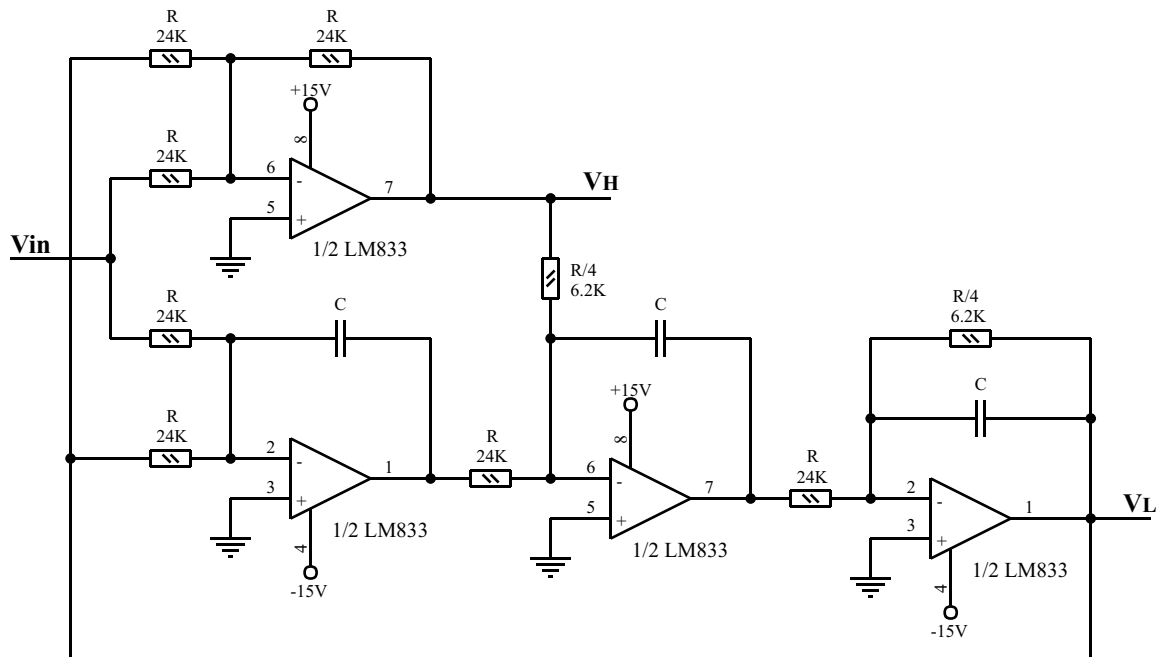 R
24K
R
24K
+15V
8
R
24K
6
-
7
VH
5
+
1/2 LM833
Vin
R/4
6.2K
R
24K
C
C
R/4
6.2K
+15V
8
C
R
24K
2
-
1
R
24K
6
-
7
R
24K
2
-
1
VL
3
+
5
+
3
+
1/2 LM833
1/2 LM833
1/2 LM833
4
-15V
4
-15V